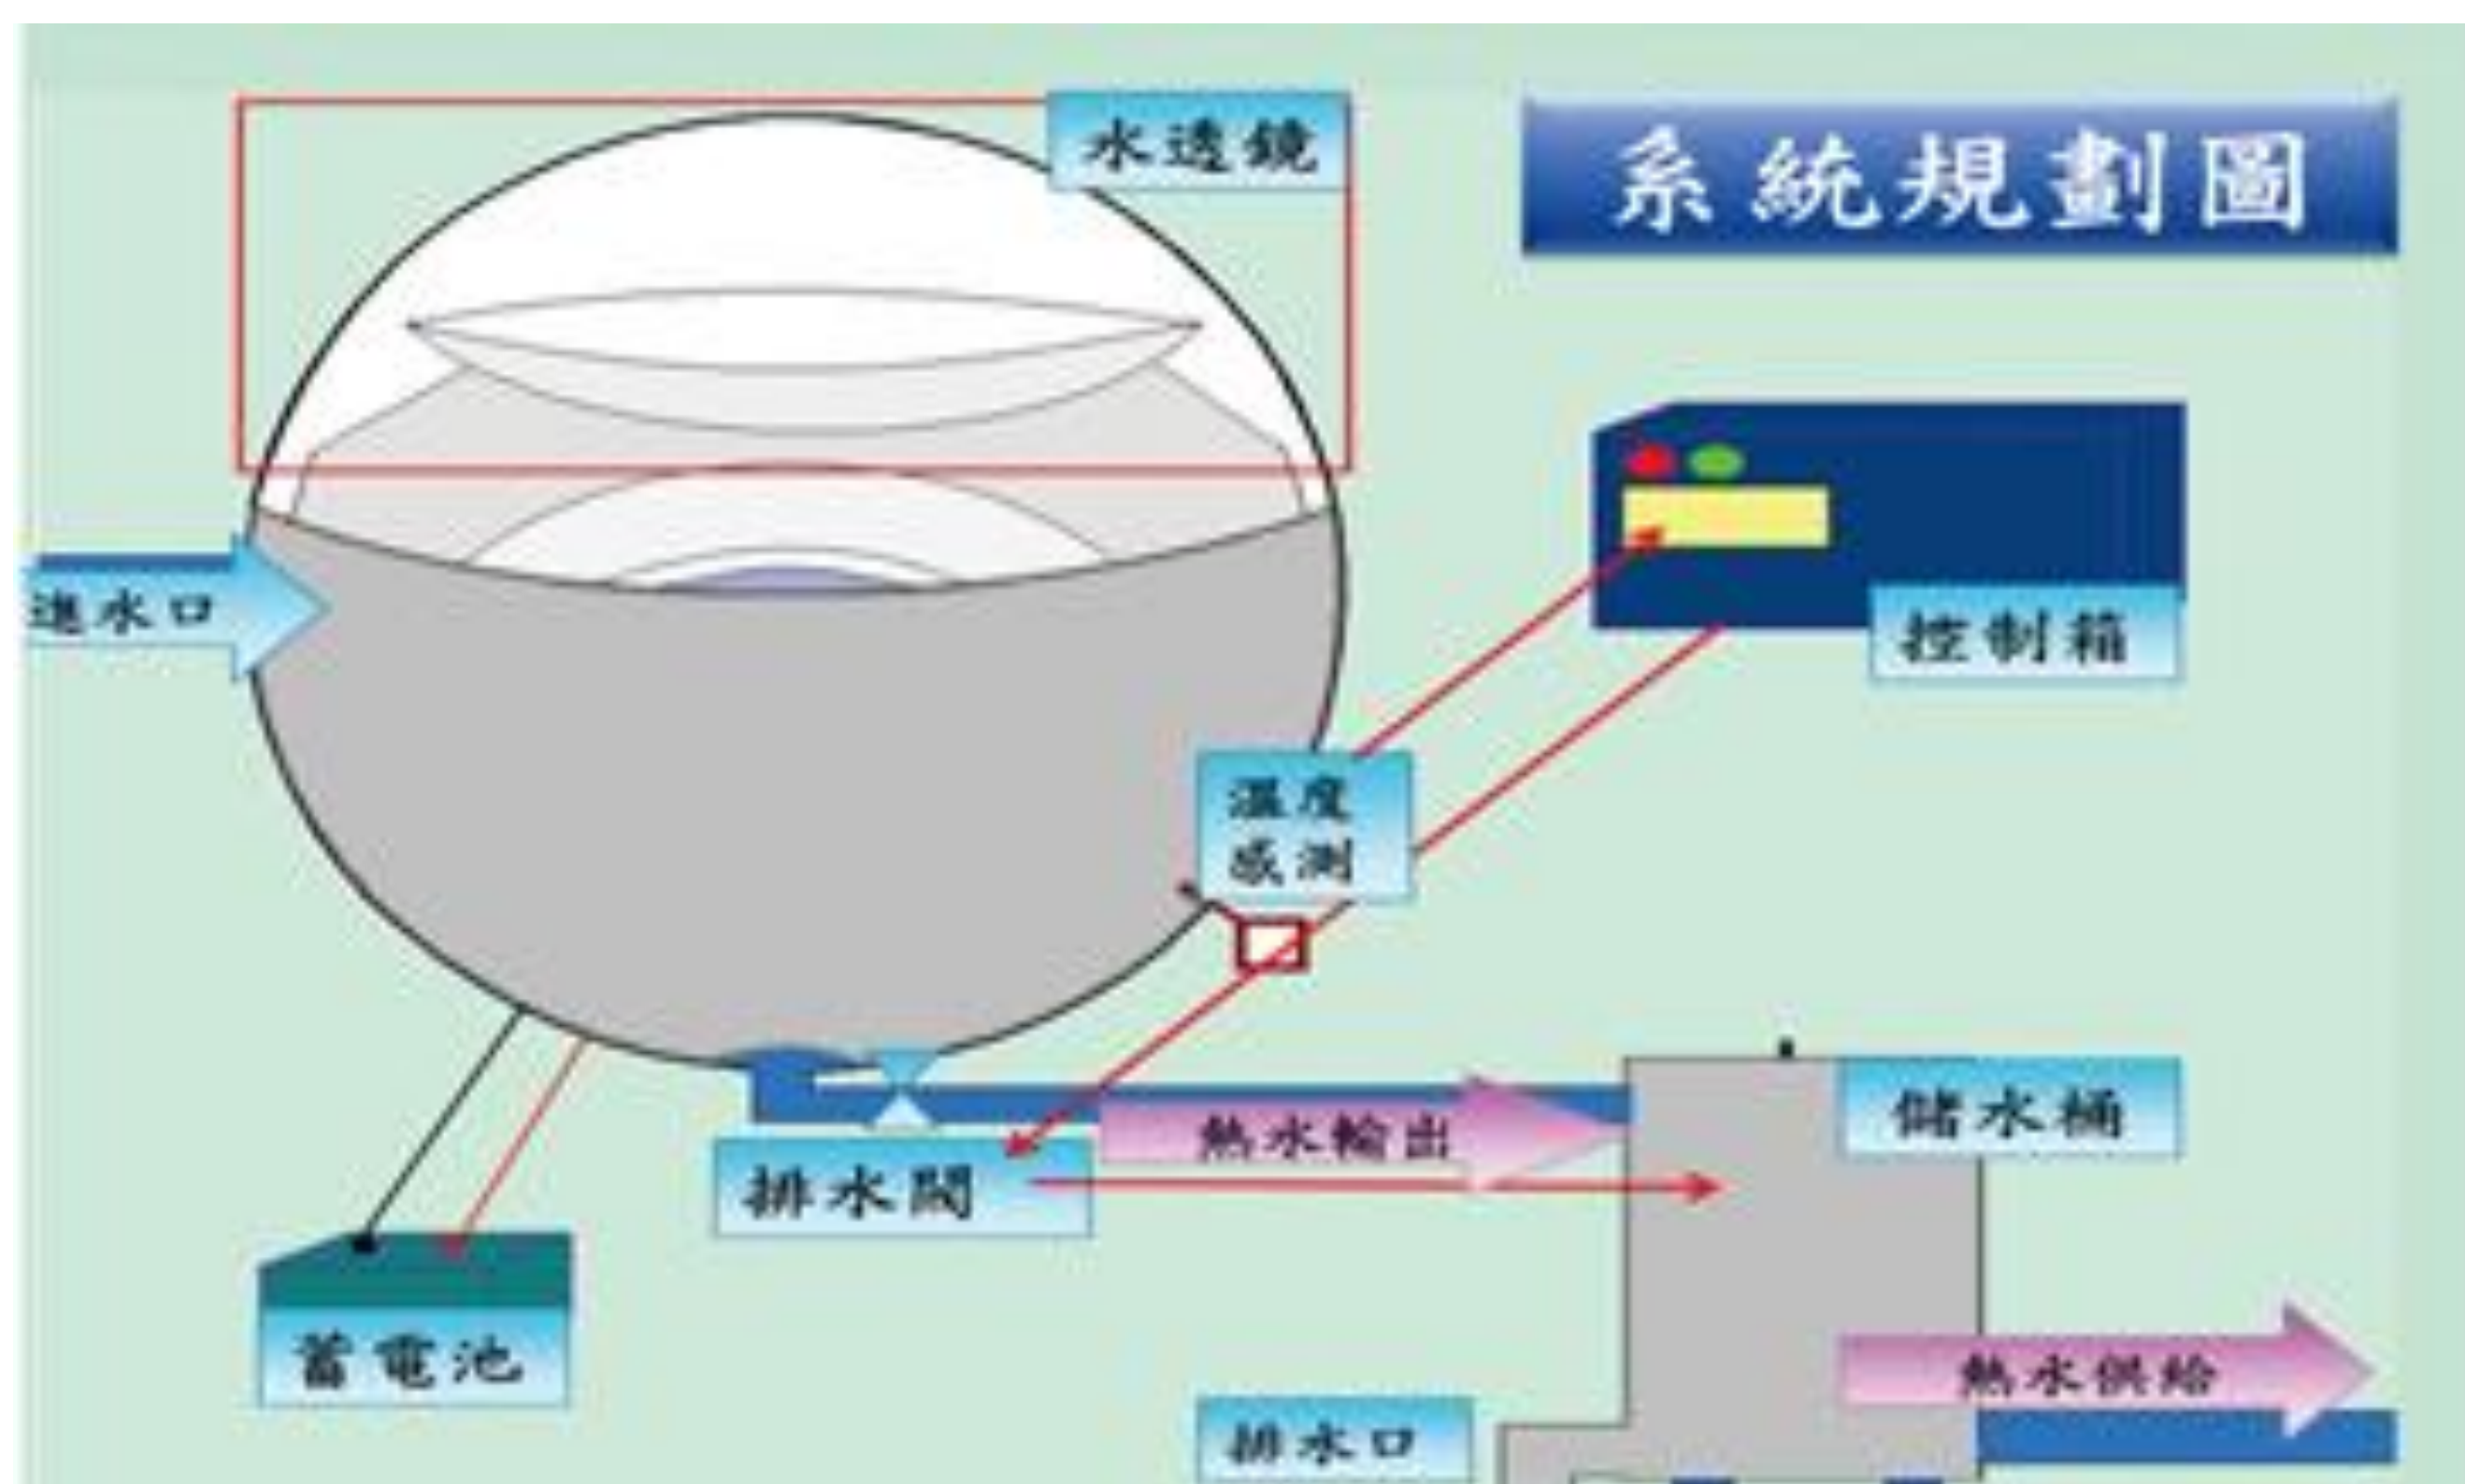 水透鏡
系統規劃圖
進水口
控制箱
溫度
感測
熱水輸出
儲水桶
排水閥
蓄電池
熱水供給
排水口